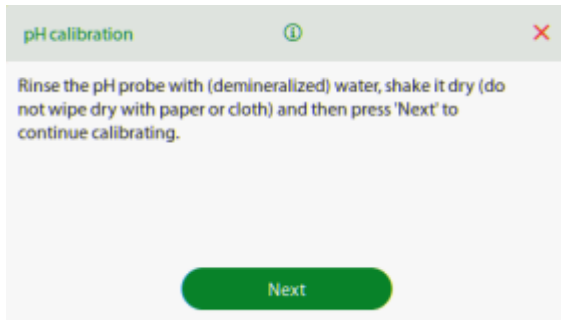 pH calibration
Rinse the pH probe with (demineralized) water, shake it dry (do
not wipe dry with paper or cloth) and then press 'Next' to
continue calibrating.
Next